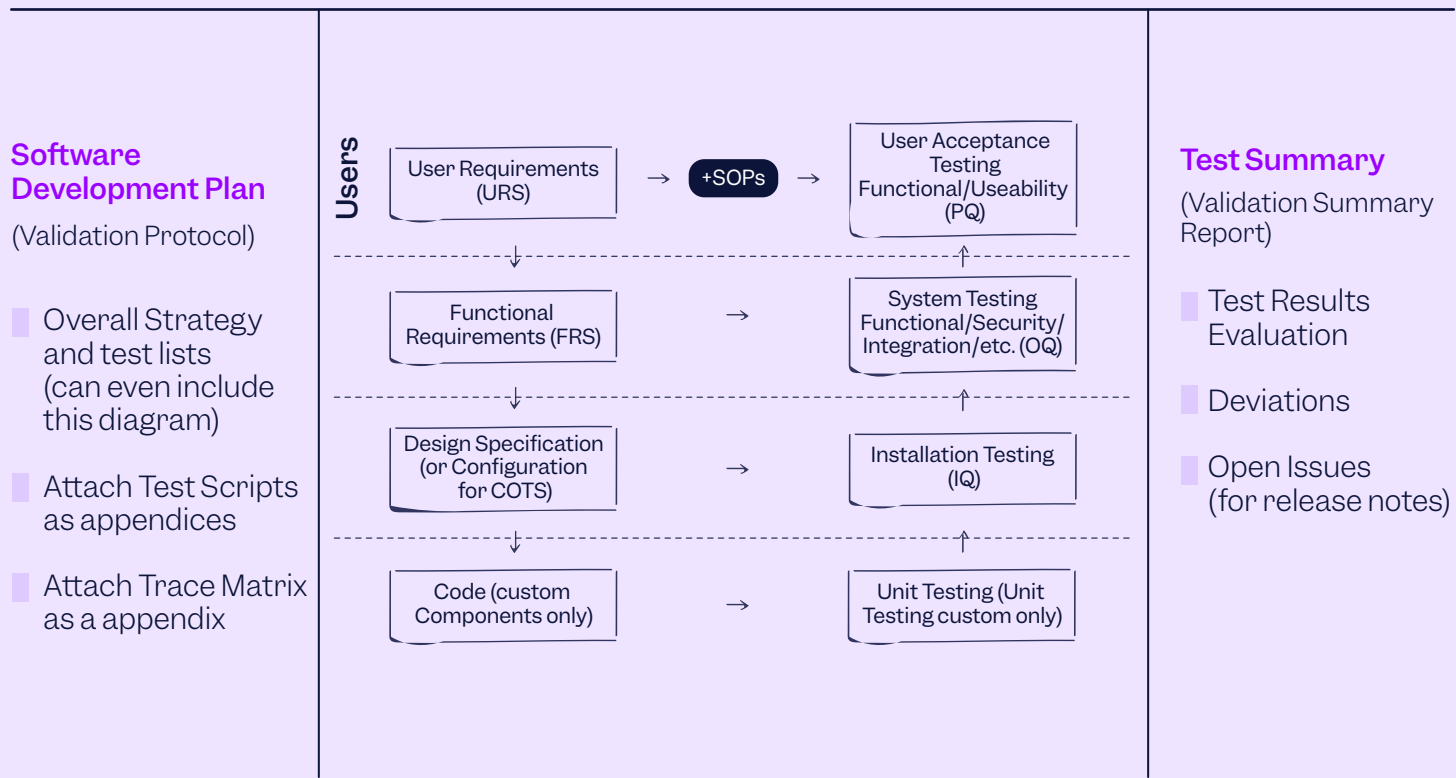 Software
Development Plan
(Validation Protocol)
Overall Strategy
and test lists
(can even include
this diagram)
Attach Test Scripts
as appendices
Attach Trace Matrix
as a appendix
Users
User Requirements
(URS)
+SOPs
User Acceptance
Testing
Functional/Useability
(PQ)
Functional
Requirements (FRS)
System Testing
Functional/Security/
Integration/etc. (OQ)
Design Specification
(or Configuration
for COTS)
Installation Testing
(IQ)
Code (custom
Components only)
Unit Testing (Unit
Testing custom only)
Test Summary
(Validation Summary
Report)
Test Results
Evaluation
Deviations
Open Issues
(for release notes)